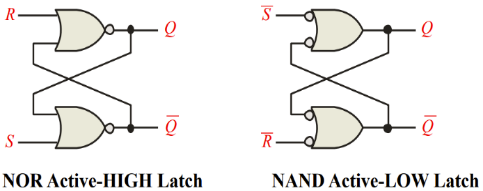 R Q S̅ Q
S Q̅ R̅ Q̅
NOR Active-HIGH Latch NAND Active-LOW Latch